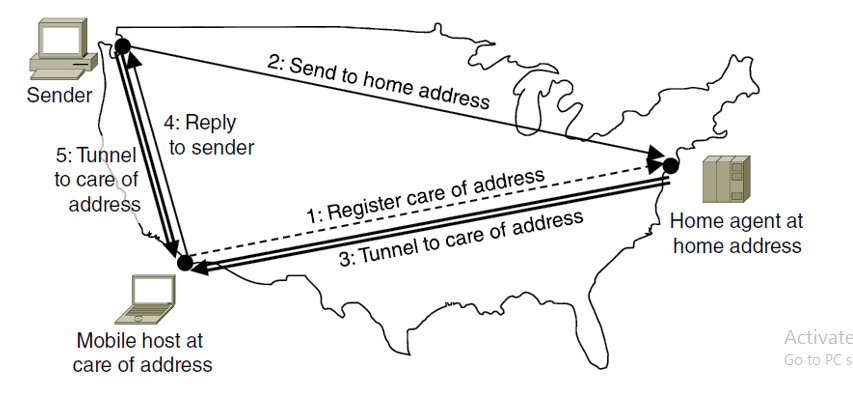 Sender
2: Send to home address
4: Reply
to sender
5: Tunnel
to care of
address
1: Register care of address
3: Tunnel to care of address
Home agent at
home address
Mobile host at
care of address
Activate
Go to PC s